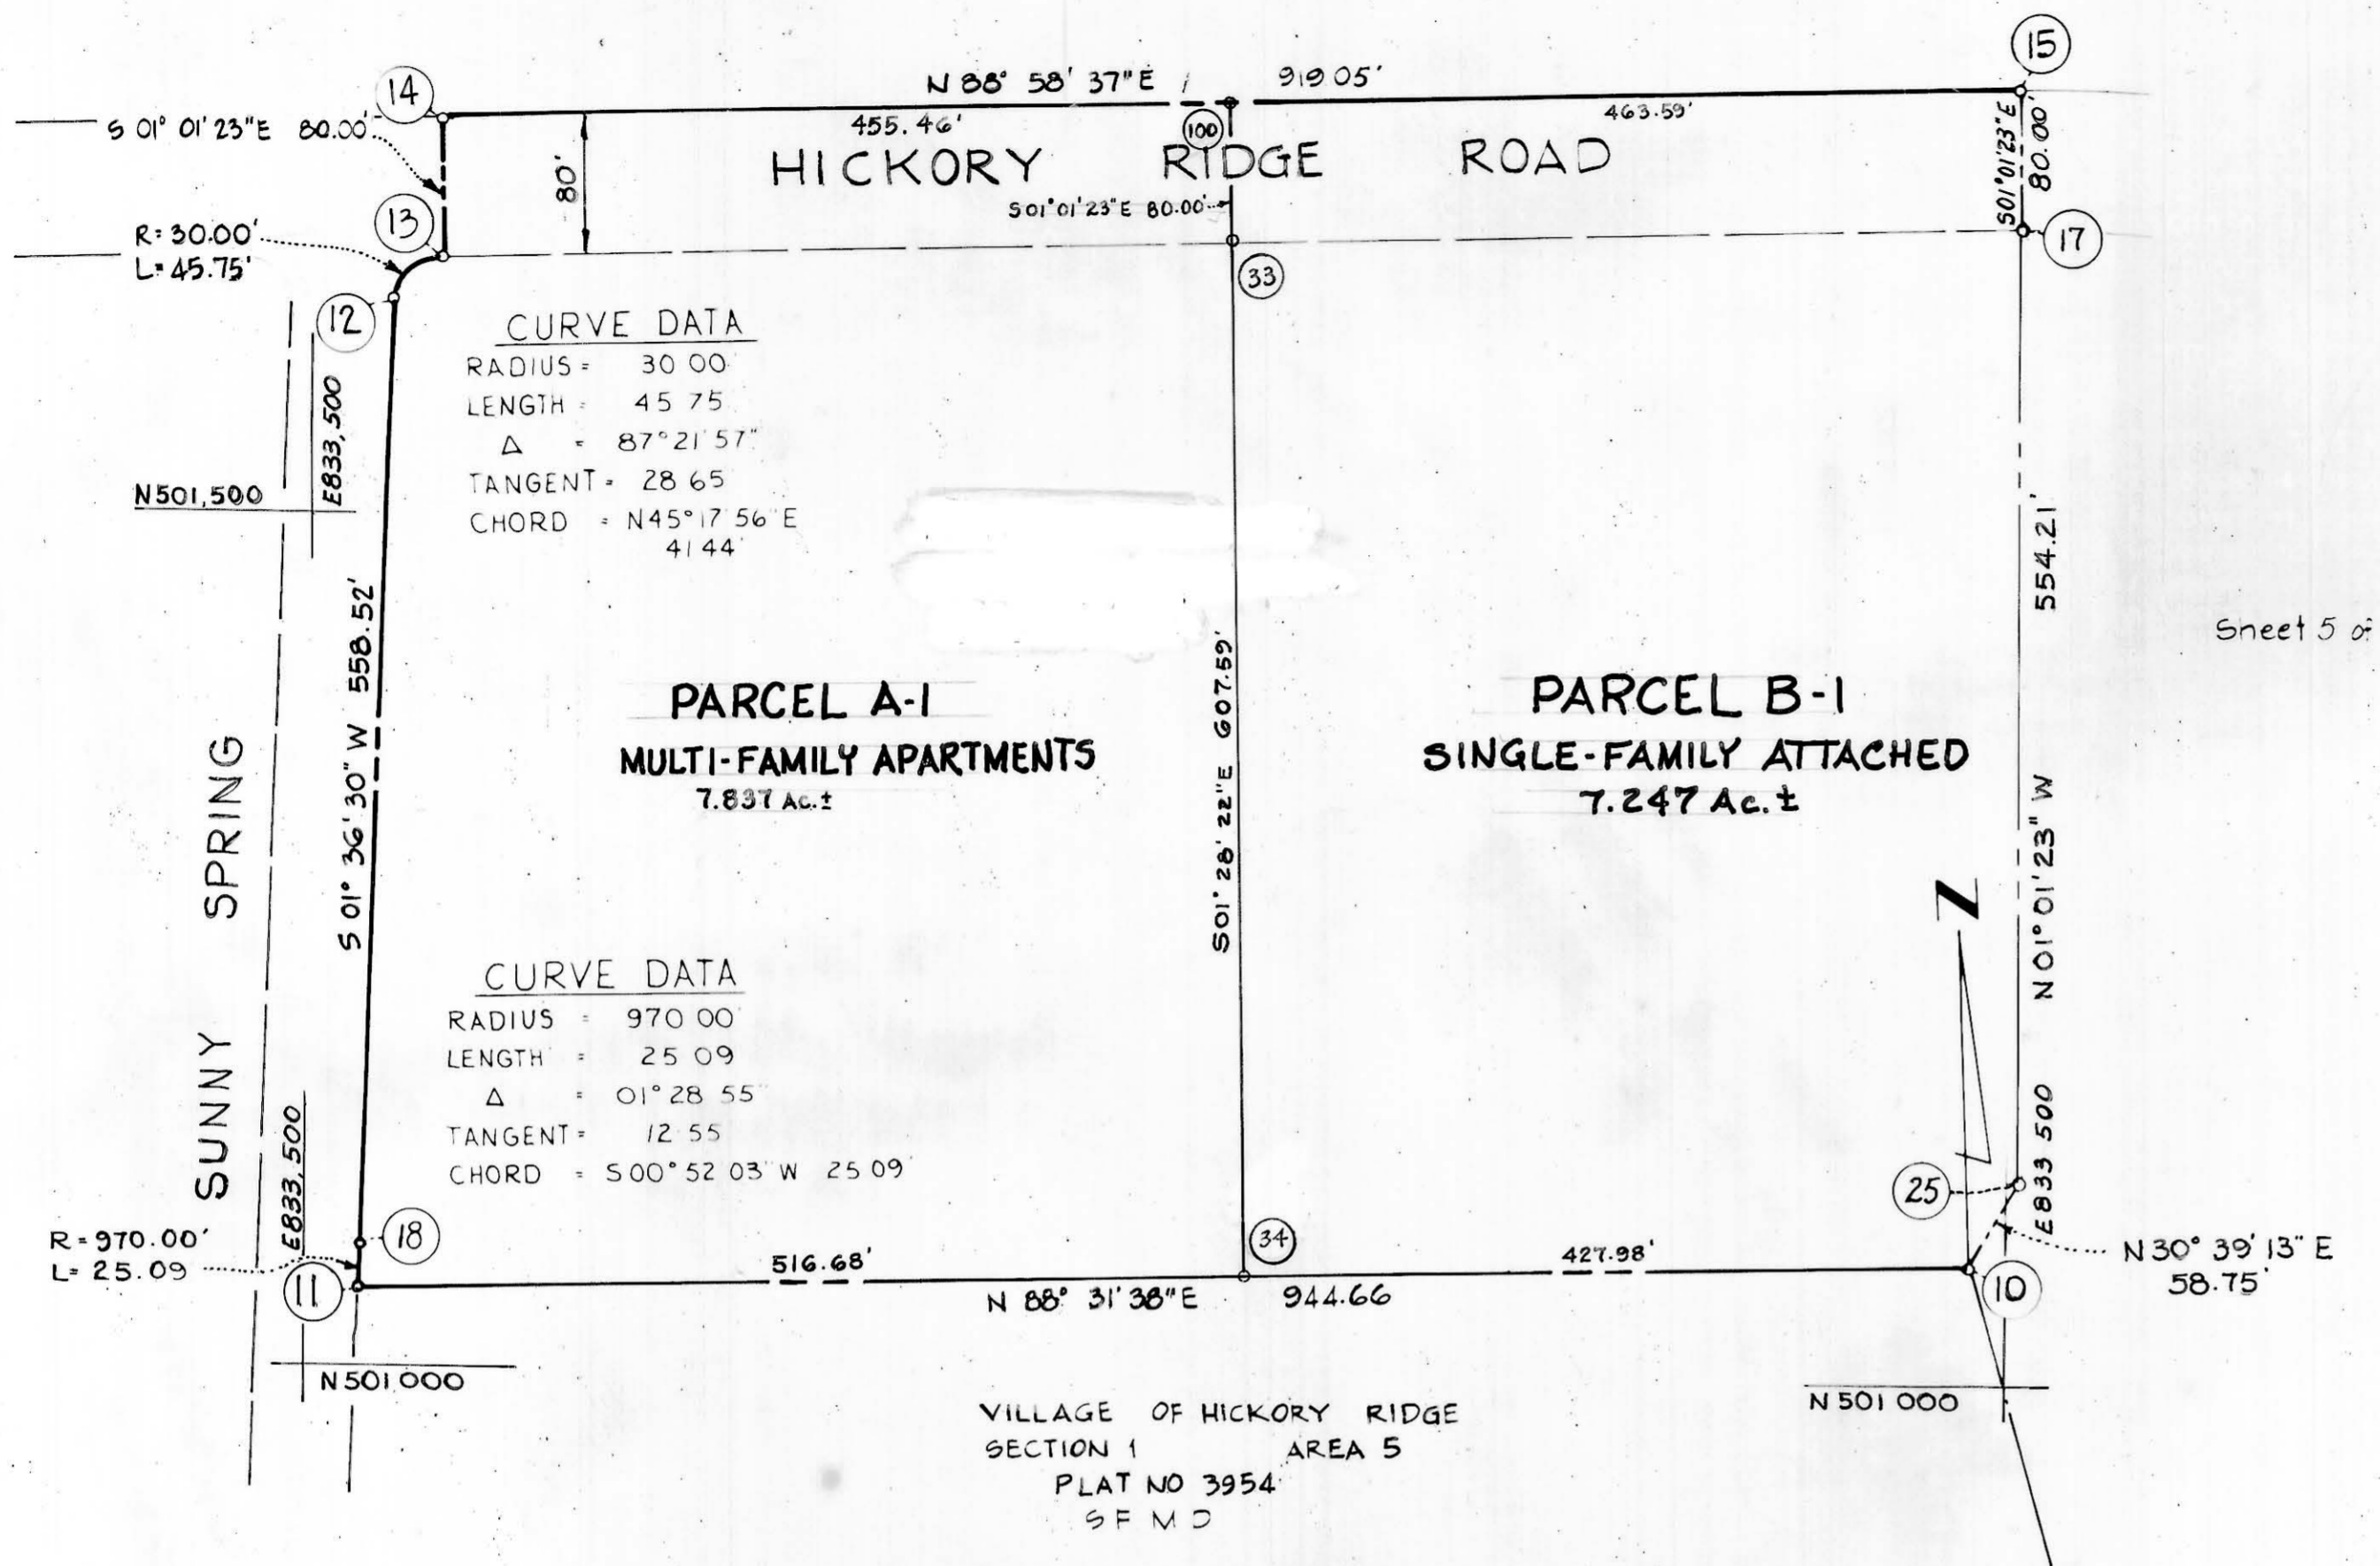 15
14
N 88° 58' 37"E
919 05'
S 01° 01' 23"E 80.00'
455.46'
100
463.59'
S01°01'23"E
80.00'
80'
HICKORY RIDGE ROAD
S01°01'23"E 80.00'
13
R=30.00'
L=45.75'
17
33
12
CURVE DATA
RADIUS = 30 00
LENGTH = 45 75
Δ = 87°21'57"
TANGENT = 28 65
CHORD = N45°17'56"E
41 44'
E833,500
N501,500
554.21'
S 01° 36' 30" W 558.52'
S01° 28' 22"E 607.59'
Sheet 5 of
PARCEL A-1
MULTI-FAMILY APARTMENTS
7.837 Ac.±
PARCEL B-1
SINGLE-FAMILY ATTACHED
7.247 Ac.±
SUNNY SPRING
N 01° 01' 23" W
N
CURVE DATA
RADIUS = 970 00'
LENGTH = 25 09
Δ = 01°28 55"
TANGENT = 12 55
CHORD = S00°52 03" W 25 09'
E833,500
E833 500
25
18
R=970.00'
L= 25.09
11
516.68'
34
427.98'
N 88° 31' 38"E
944.66
10
N 30° 39' 13" E
58.75'
N 501 000
N 501 000
VILLAGE OF HICKORY RIDGE
SECTION 1 AREA 5
PLAT NO 3954
S F M D